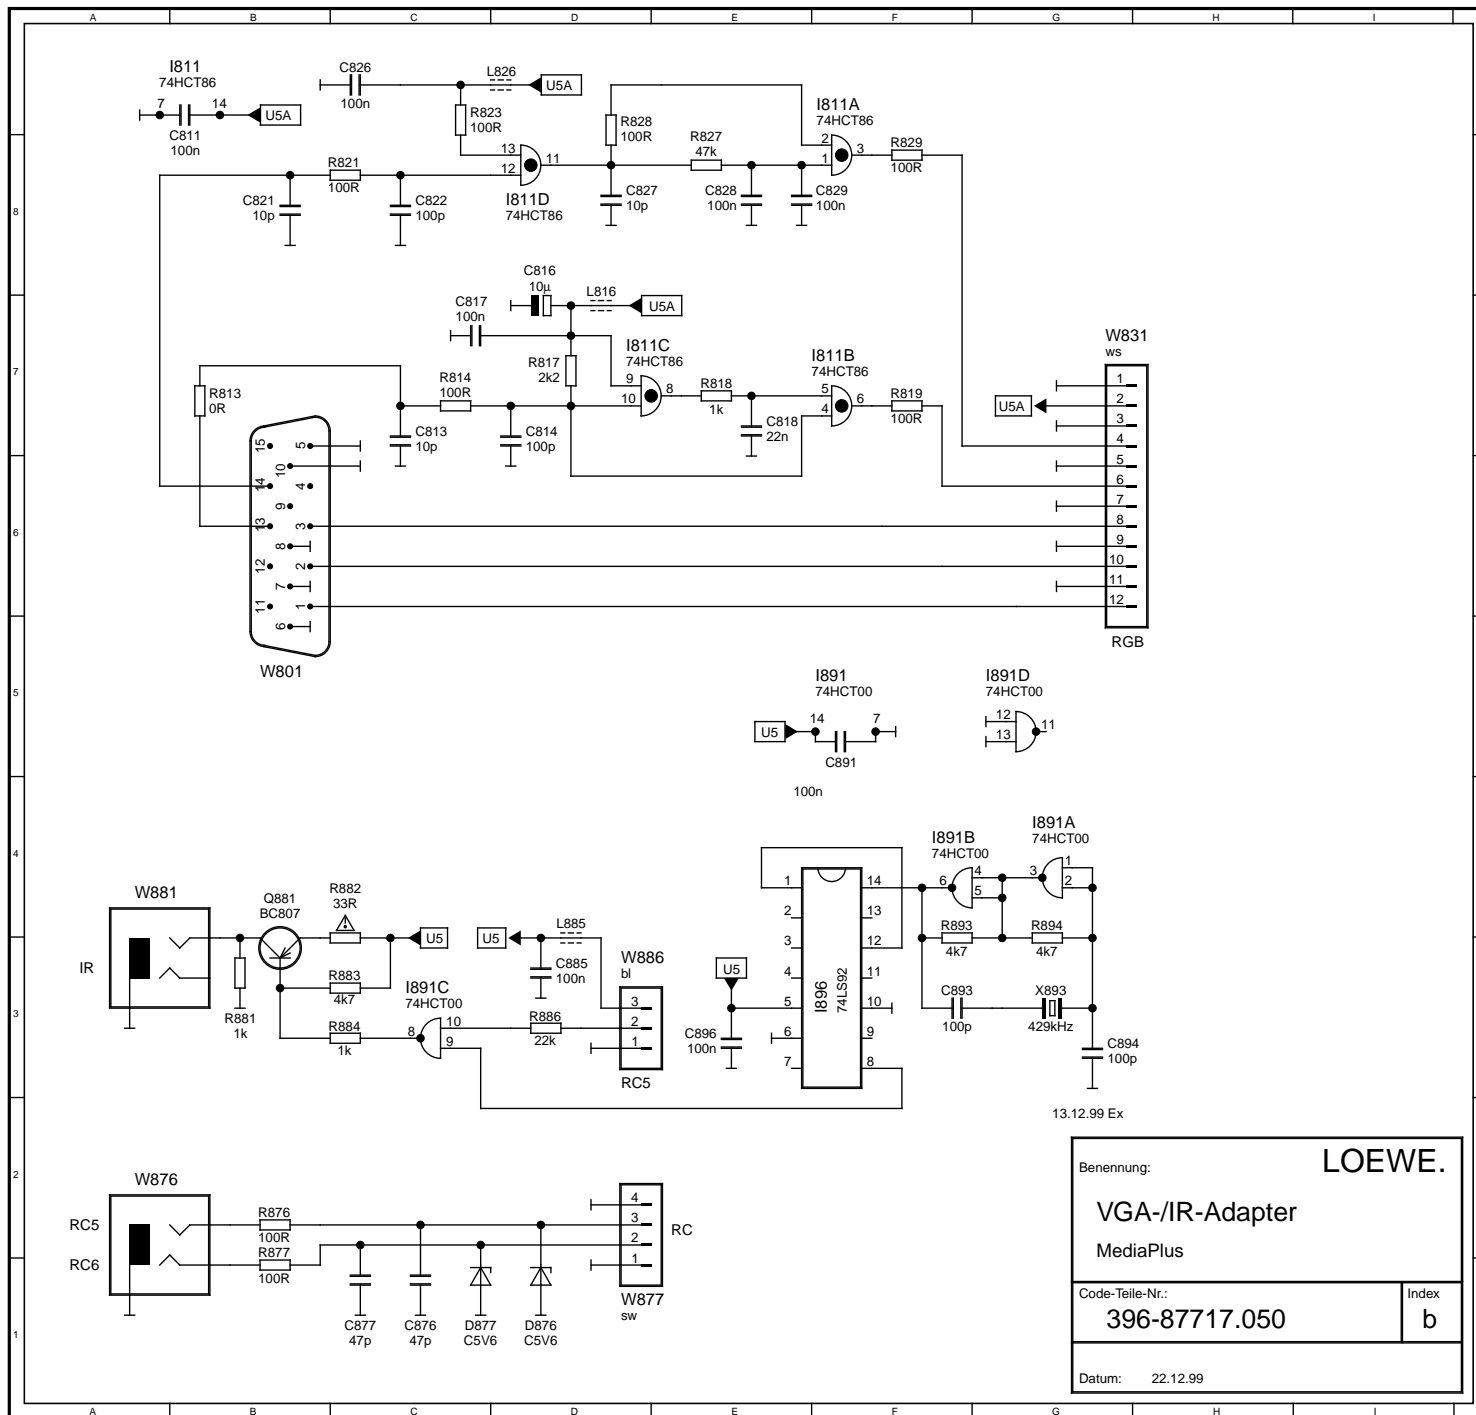 A B C D E F G H I
I811
74HCT86
7 14
U5A
C811
100n
C826
100n
L826
U5A
R823
100R
R828
100R
R827
47k
I811A
74HCT86
2
1
3
R829
100R
R821
100R
13
12
11
I811D
74HCT86
C821
10p
C822
100p
C827
10p
C828
100n
C829
100n
8
C816
10µ
L816
U5A
C817
100n
R817
2k2
I811C
74HCT86
9
10
8
R818
1k
I811B
74HCT86
5
4
6
R819
100R
C818
22n
R813
0R
R814
100R
C813
10p
C814
100p
7
W831
ws
U5A
1
2
3
4
5
6
7
8
9
10
11
12
RGB
15 5
10
14 4
9
13 3
8
12 2
7
11 1
6
W801
6
5
I891
74HCT00
U5
14 7
C891
100n
I891D
74HCT00
12
13
11
4
W881
IR
Q881
BC807
R882
33R
U5
R881
1k
R883
4k7
R884
1k
I891C
74HCT00
8
10
9
U5
L885
C885
100n
R886
22k
W886
bl
3
2
1
RC5
U5
C896
100n
I896
74LS92
1
2
3
4
5
6
7
14
13
12
11
10
9
8
I891B
74HCT00
6
4
5
I891A
74HCT00
3
1
2
R893
4k7
R894
4k7
C893
100p
X893
429kHz
C894
100p
3
13.12.99 Ex
2
W876
RC5
RC6
R876
100R
R877
100R
C877
47p
C876
47p
D877
C5V6
D876
C5V6
4
3
2
1
RC
W877
sw
1
Benennung:
LOEWE.
VGA-/IR-Adapter
MediaPlus
Code-Teile-Nr.:
396-87717.050
Index
b
Datum: 22.12.99
A B C D E F G H I